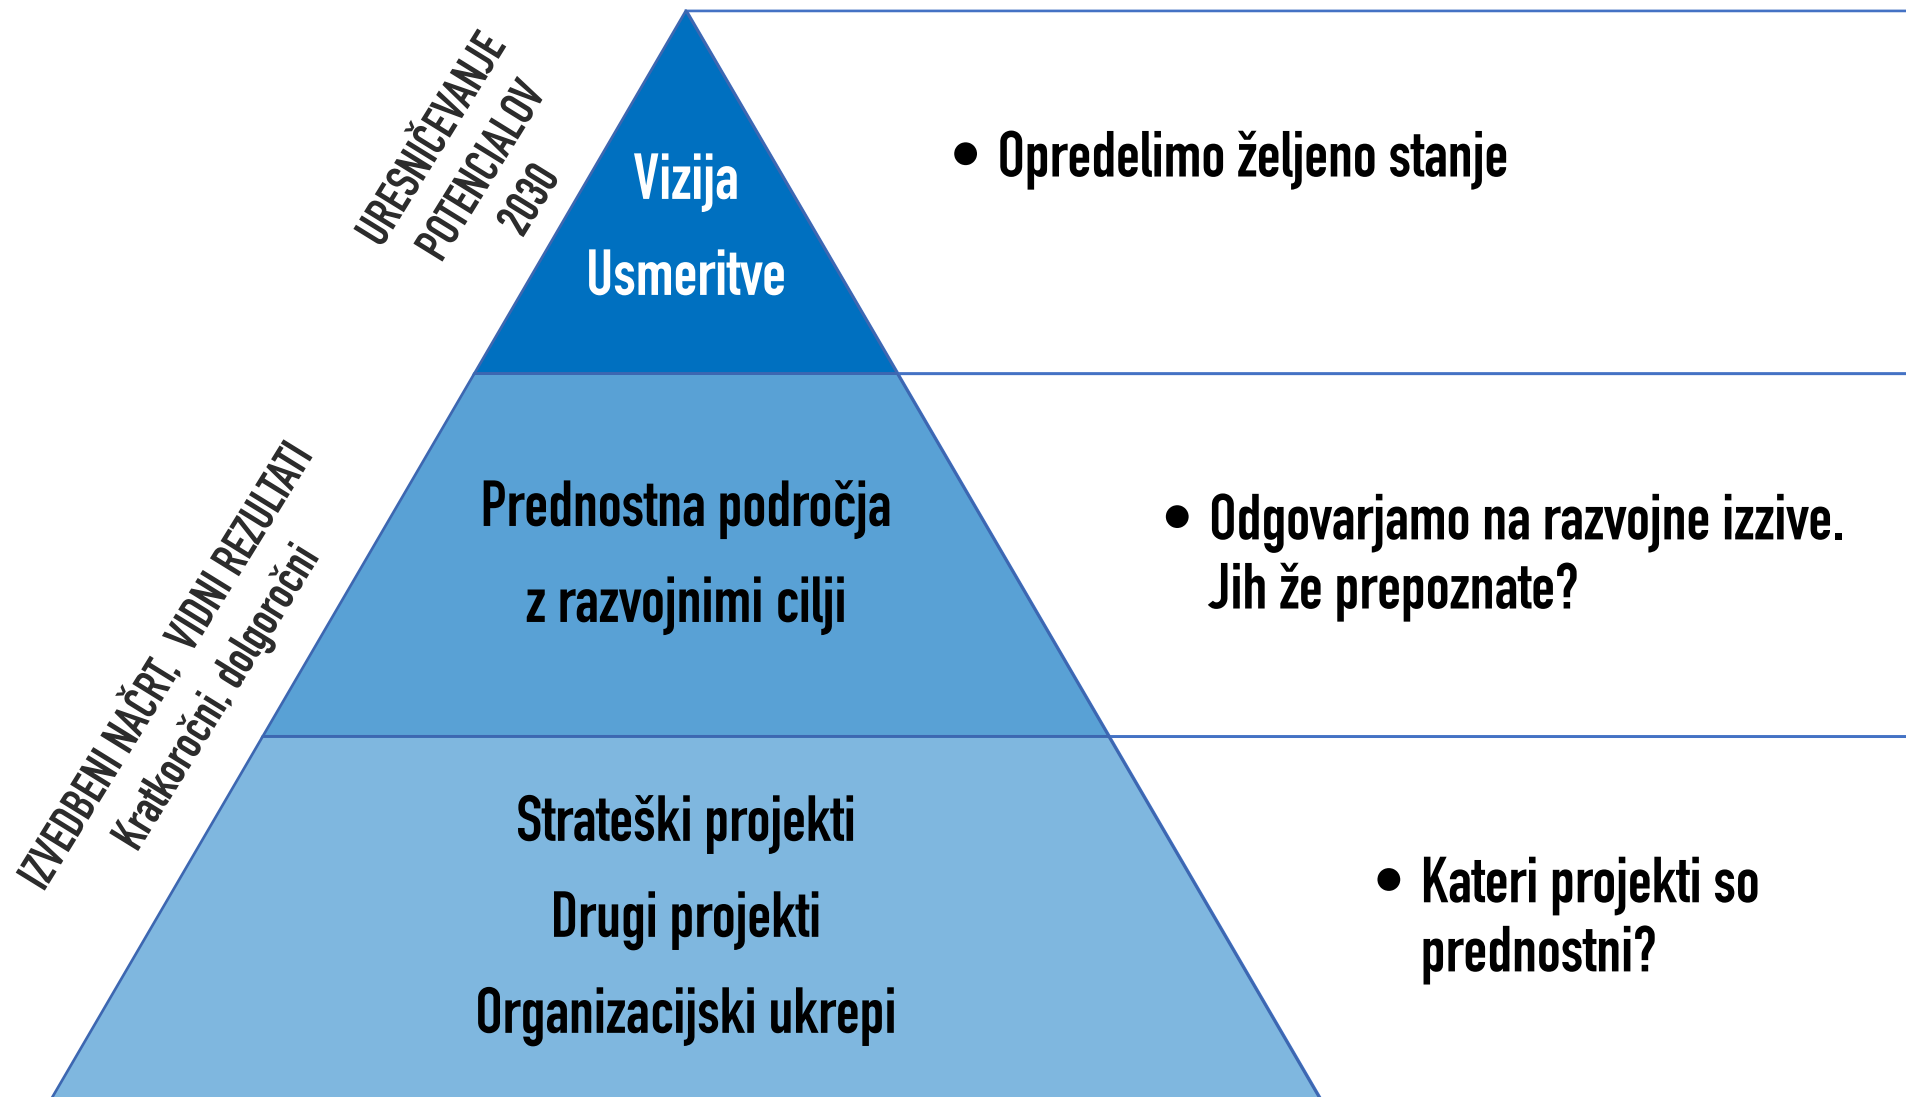 URESNIČEVANJE
POTENCIALOV
2030
Vizija
Usmeritve
• Opredelimo željeno stanje
IZVEDBENI NAČRT, VIDNI REZULTATI
Kratkoročni, dolgoročni
Prednostna področja
z razvojnimi cilji
• Odgovarjamo na razvojne izzive.
Jih že prepoznate?
Strateški projekti
Drugi projekti
Organizacijski ukrepi
• Kateri projekti so
prednostni?